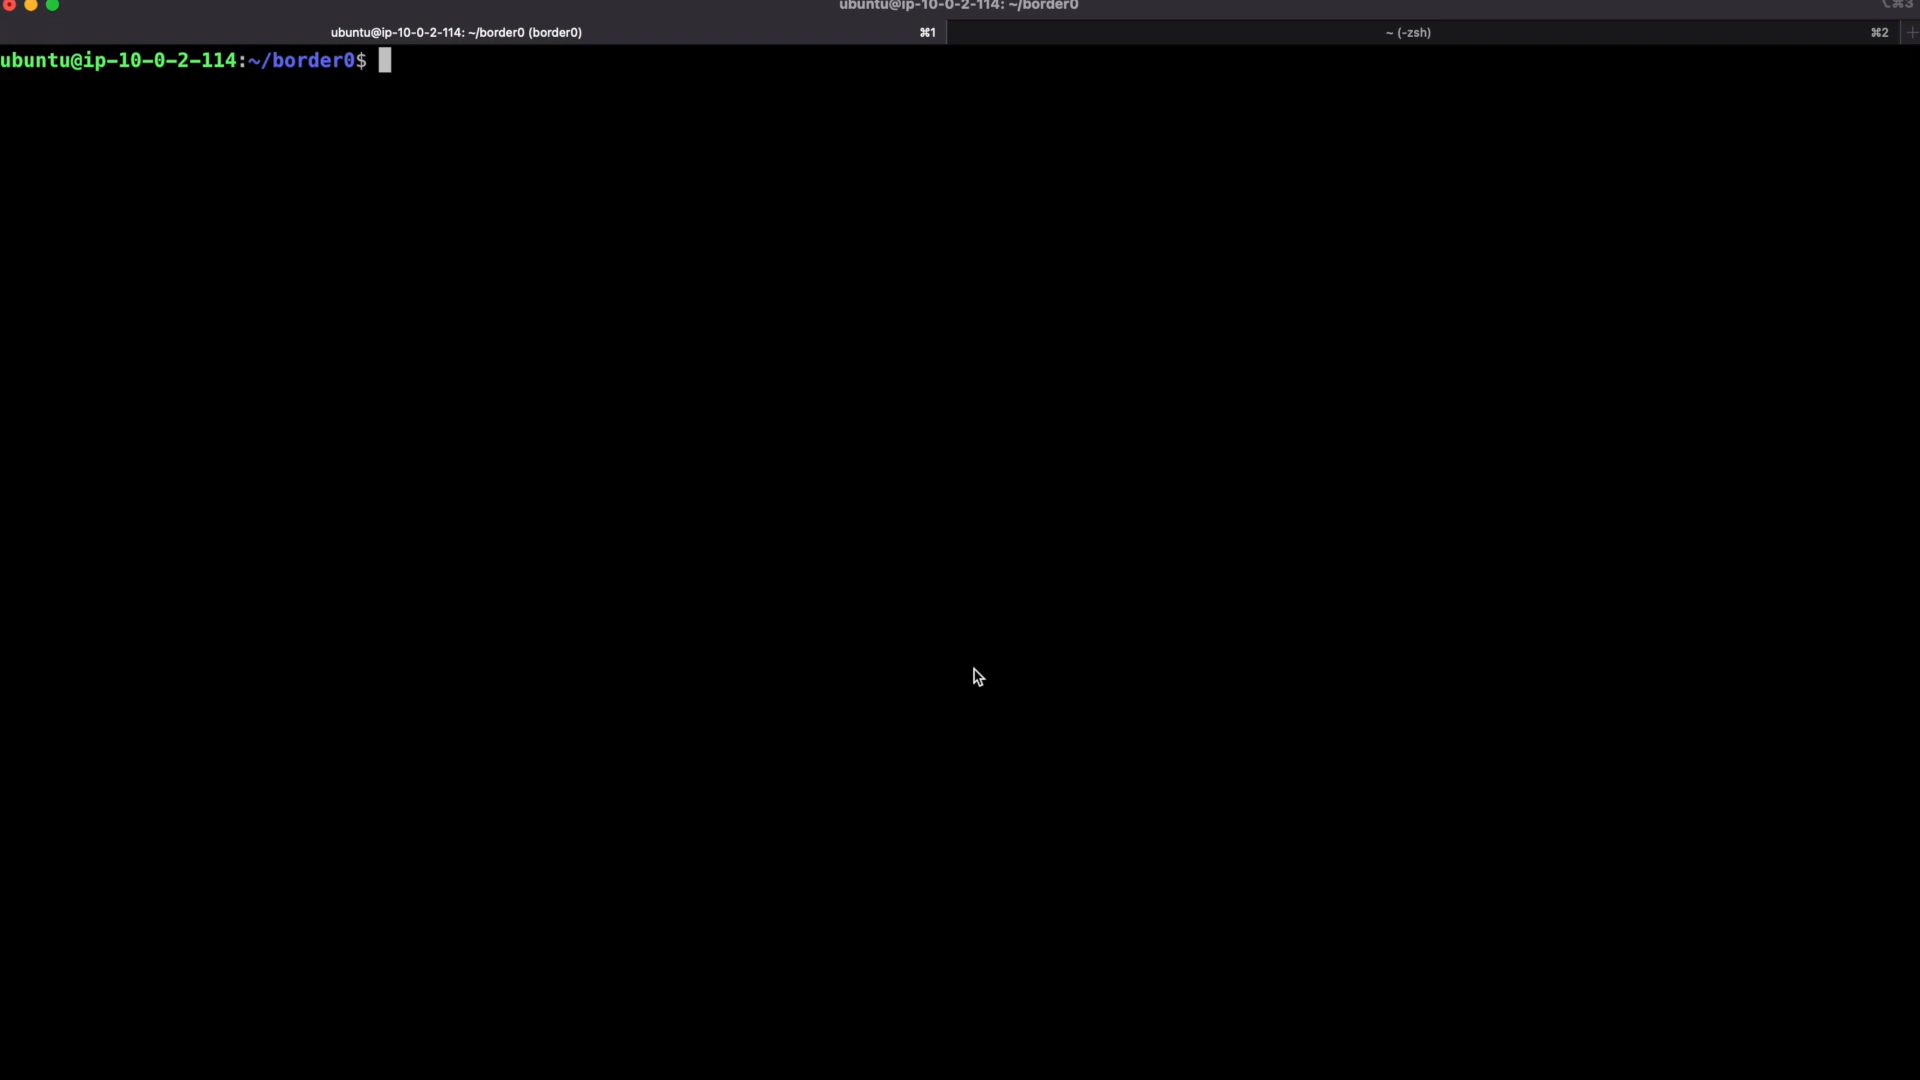 ubuntu@ip-10-0-2-114: ~/border0
⌥⌘3
ubuntu@ip-10-0-2-114: ~/border0 (border0) ⌘1
~ (-zsh) ⌘2
ubuntu@ip-10-0-2-114:~/border0$